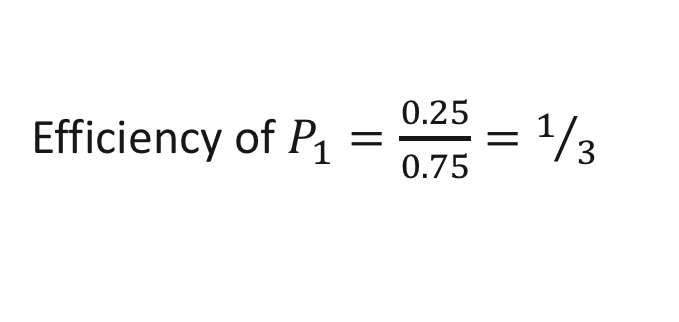 Efficiency of P₁ = 0.25/0.75 = 1/3